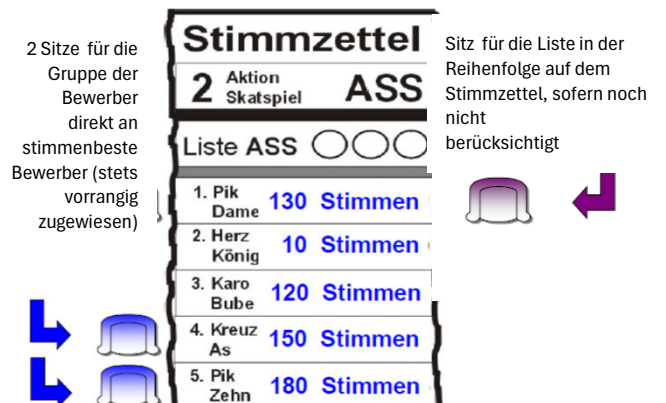 2 Sitze für die
Gruppe der
Bewerber
direkt an
stimmenbeste
Bewerber (stets
vorrangig
zugewiesen)
Stimmzettel
2 Aktion
Skatspiel ASS
Liste ASS
1. Pik
Dame 130 Stimmen
2. Herz
König 10 Stimmen
3. Karo
Bube 120 Stimmen
4. Kreuz
As 150 Stimmen
5. Pik
Zehn 180 Stimmen
Sitz für die Liste in der
Reihenfolge auf dem
Stimmzettel, sofern noch
nicht
berücksichtigt